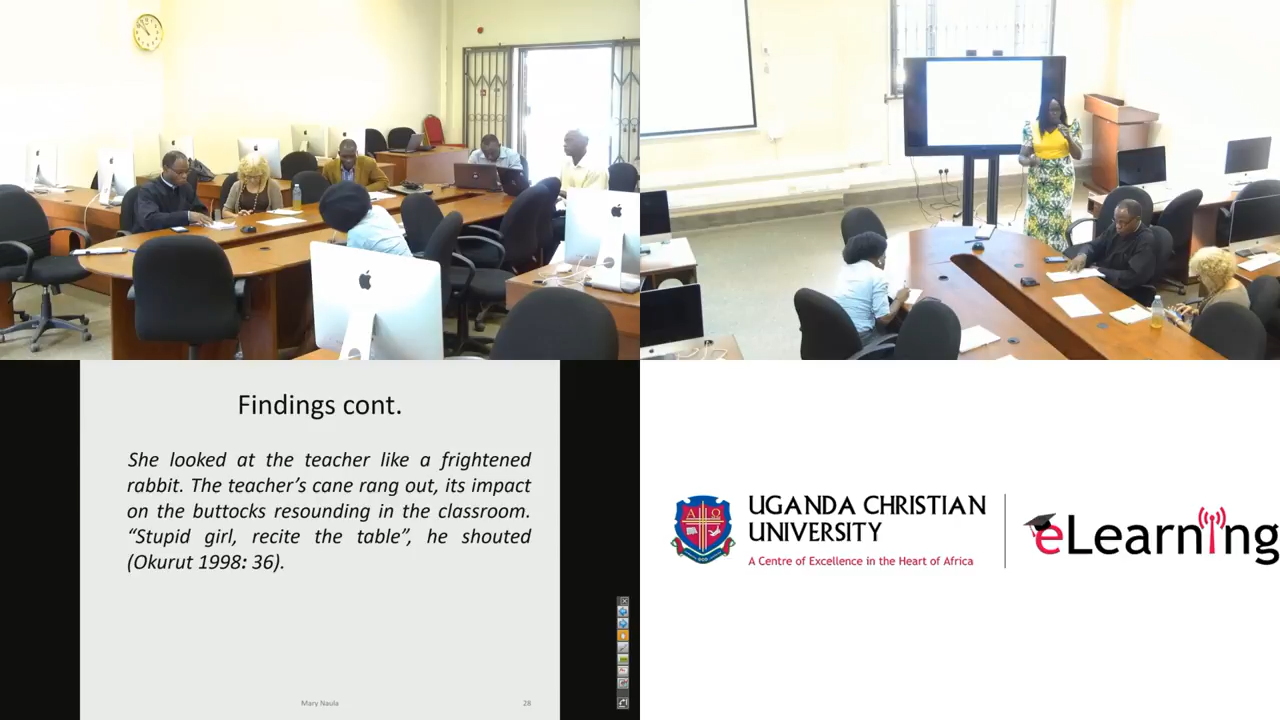 Findings cont.
She looked at the teacher like a frightened
rabbit. The teacher's cane rang out, its impact
on the buttocks resounding in the classroom.
“Stupid girl, recite the table”, he shouted
(Okurut 1998: 36).
Mary Naula
28
UGANDA CHRISTIAN
UNIVERSITY
A Centre of Excellence in the Heart of Africa
eLearning